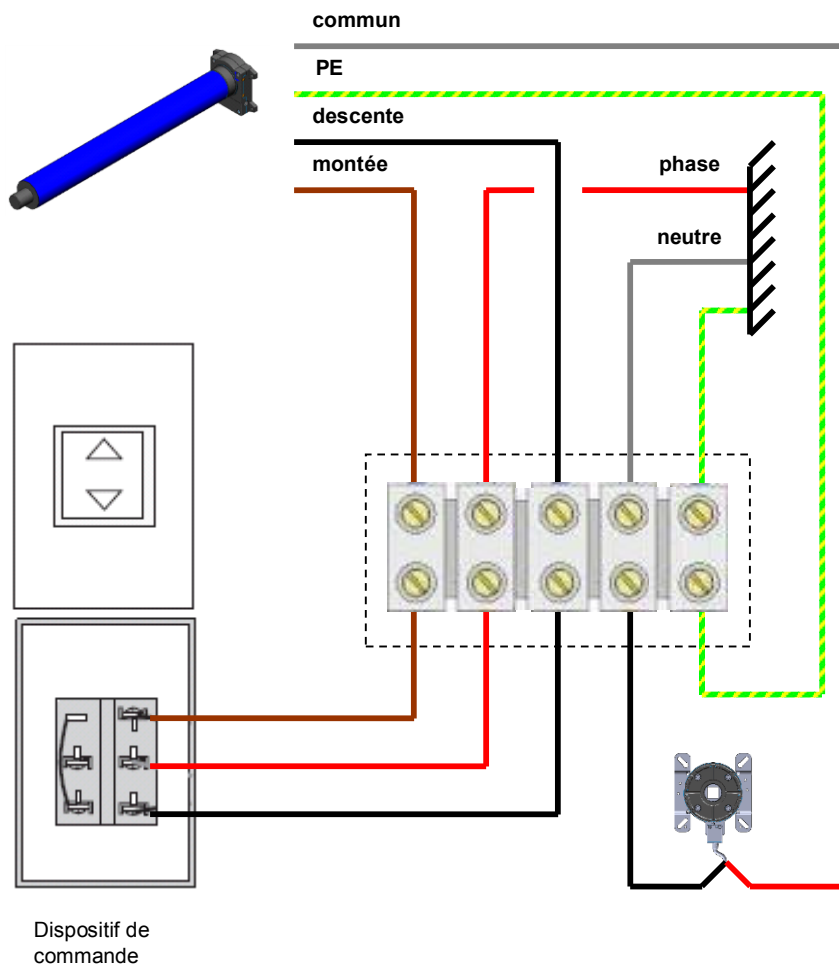 commun
PE
descente
montée
phase
neutre
Dispositif de
commande